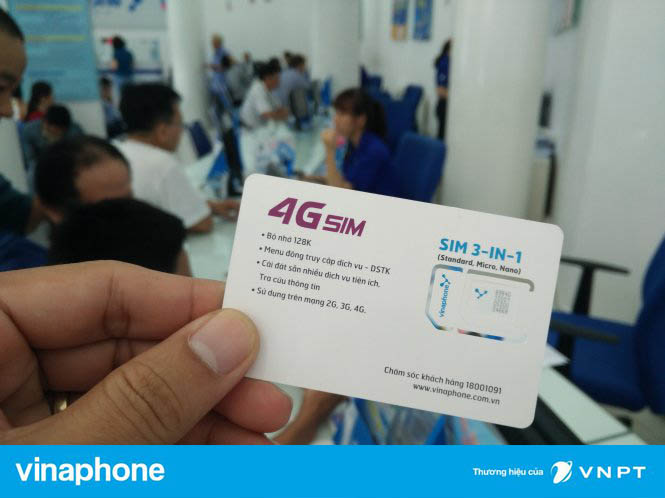 4G SIM
• Bộ nhớ 128K
• Menu động truy cập dịch vụ - DSTK
• Cài đặt sẵn nhiều dịch vụ tiện ích.
Tra cứu thông tin
• Sử dụng trên mạng 2G, 3G, 4G.
SIM 3-IN-1
(Standard, Micro, Nano)
vinaphone
Chăm sóc khách hàng 18001091
www.vinaphone.com.vn
vinaphone
Thương hiệu của VNPT